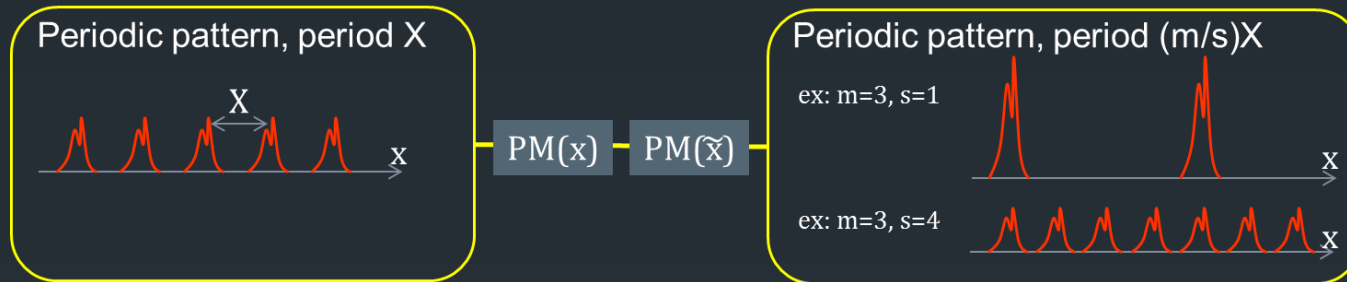 Periodic pattern, period X
X
x
PM(x)
PM(x̃)
Periodic pattern, period (m/s)X
ex: m=3, s=1
x
ex: m=3, s=4
x